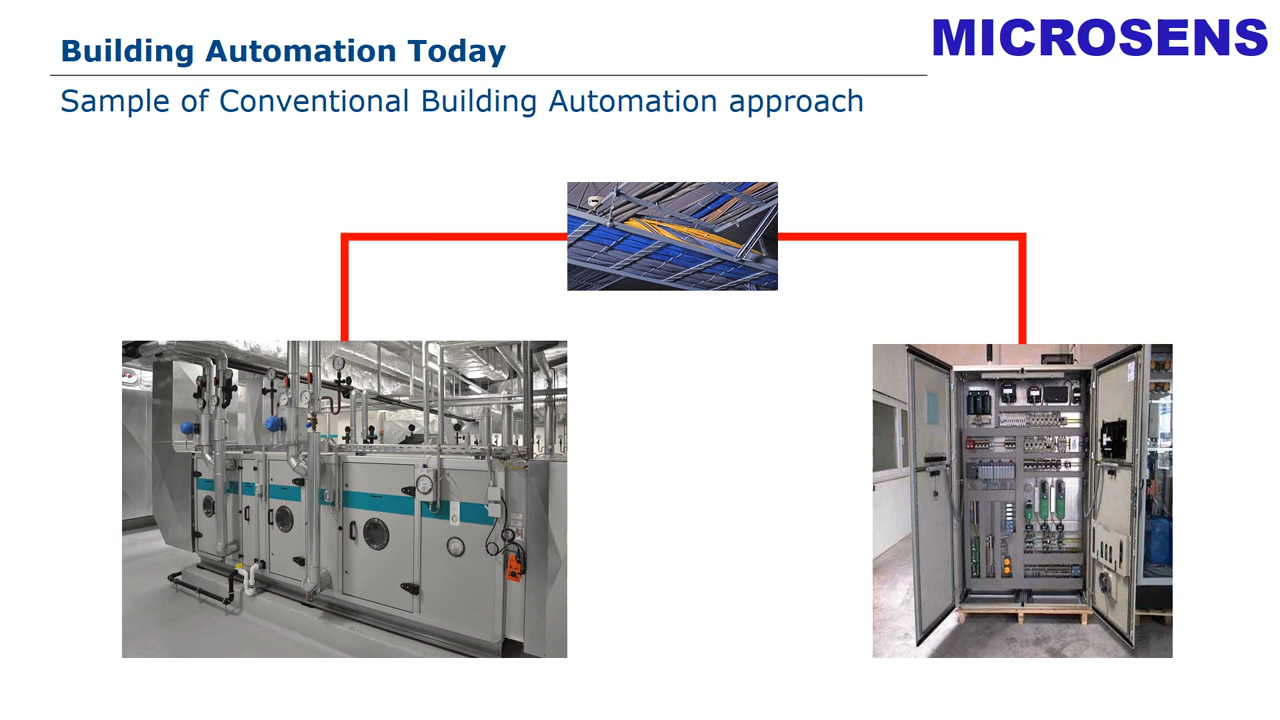 Building Automation Today
MICROSENS
Sample of Conventional Building Automation approach